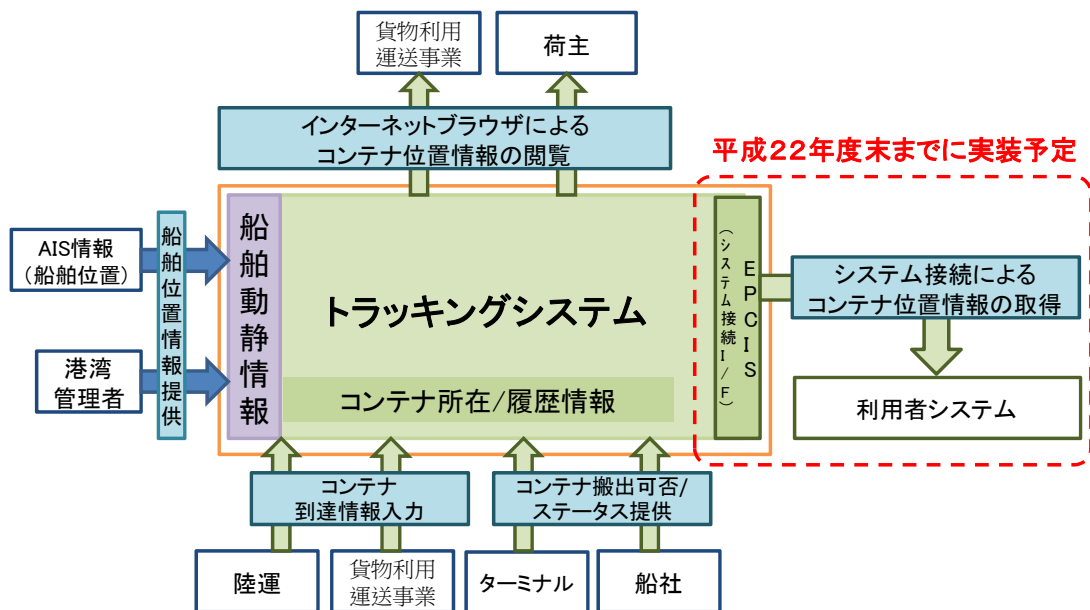 貨物利用
運送事業
荷主
インターネットブラウザによる
コンテナ位置情報の閲覧
平成22年度末までに実装予定
AIS情報
(船舶位置)
港湾
管理者
船舶位置情報提供
船舶動静情報
トラッキングシステム
コンテナ所在/履歴情報
EPCIS
(システム接続I/F)
システム接続による
コンテナ位置情報の取得
利用者システム
コンテナ
到達情報入力
コンテナ搬出可否/
ステータス提供
陸運
貨物利用
運送事業
ターミナル
船社